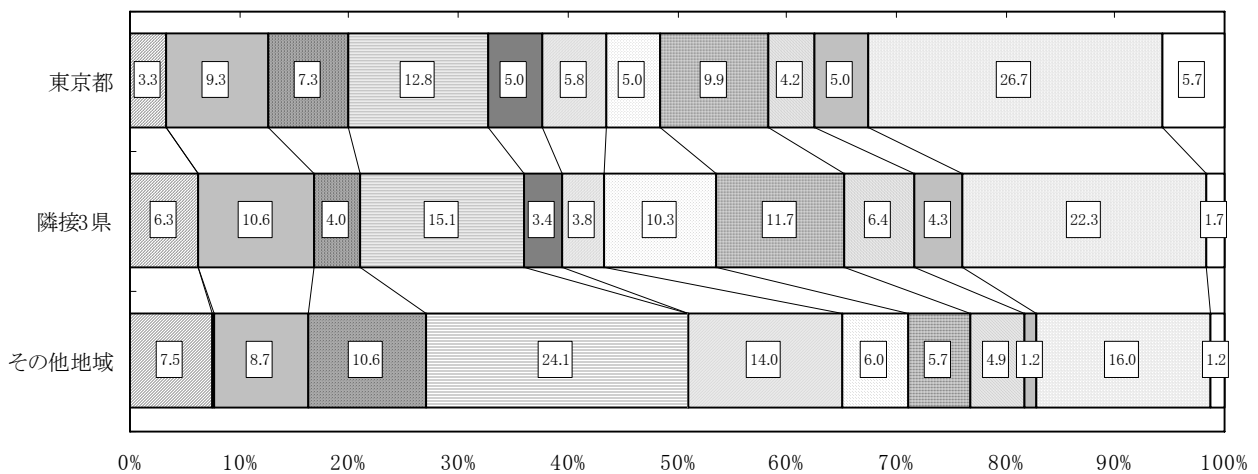 東京都 3.3 9.3 7.3 12.8 5.0 5.8 5.0 9.9 4.2 5.0 26.7 5.7
隣接3県 6.3 10.6 4.0 15.1 3.4 3.8 10.3 11.7 6.4 4.3 22.3 1.7
その他地域 7.5 8.7 10.6 24.1 14.0 6.0 5.7 4.9 1.2 16.0 1.2
0% 10% 20% 30% 40% 50% 60% 70% 80% 90% 100%